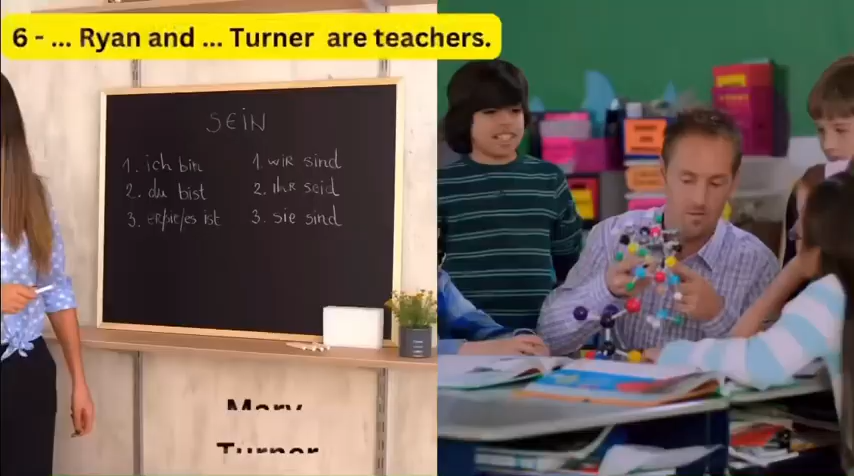 6 - ... Ryan and ... Turner are teachers.
SEiN
1. ich bin
2. du bist
3. er/sie/es ist
1. wiR sind
2. ihR seid
3. sie sind
Mary
Turner